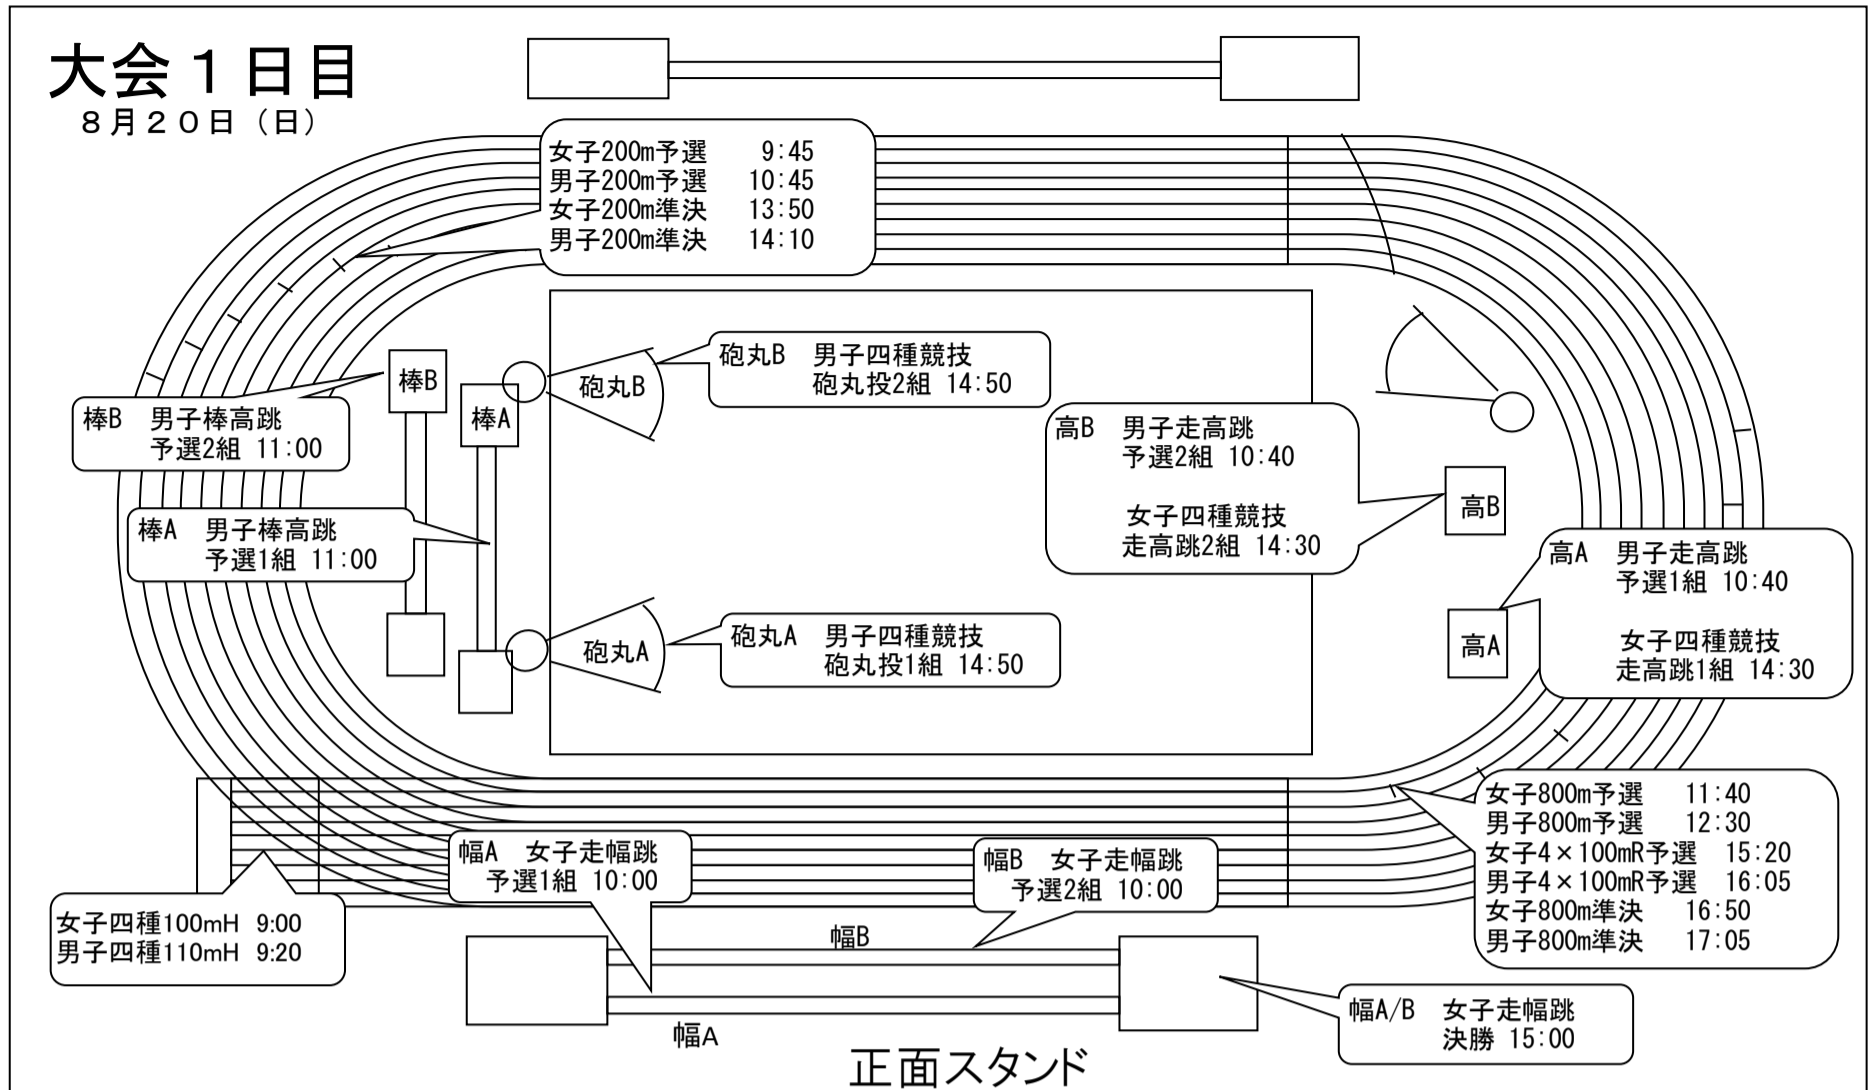 大会１日目
８月２０日（日）
女子200m予選 9:45
男子200m予選 10:45
女子200m準決 13:50
男子200m準決 14:10
砲丸B 男子四種競技
砲丸投2組 14:50
砲丸B
棒B
棒A
棒B 男子棒高跳
予選2組 11:00
高B 男子走高跳
予選2組 10:40
女子四種競技
走高跳2組 14:30
高B
棒A 男子棒高跳
予選1組 11:00
高A 男子走高跳
予選1組 10:40
女子四種競技
走高跳1組 14:30
高A
砲丸A
砲丸A 男子四種競技
砲丸投1組 14:50
女子800m予選 11:40
男子800m予選 12:30
女子4×100mR予選 15:20
男子4×100mR予選 16:05
女子800m準決 16:50
男子800m準決 17:05
幅A 女子走幅跳
予選1組 10:00
幅B 女子走幅跳
予選2組 10:00
女子四種100mH 9:00
男子四種110mH 9:20
幅B
幅A
幅A/B 女子走幅跳
決勝 15:00
正面スタンド